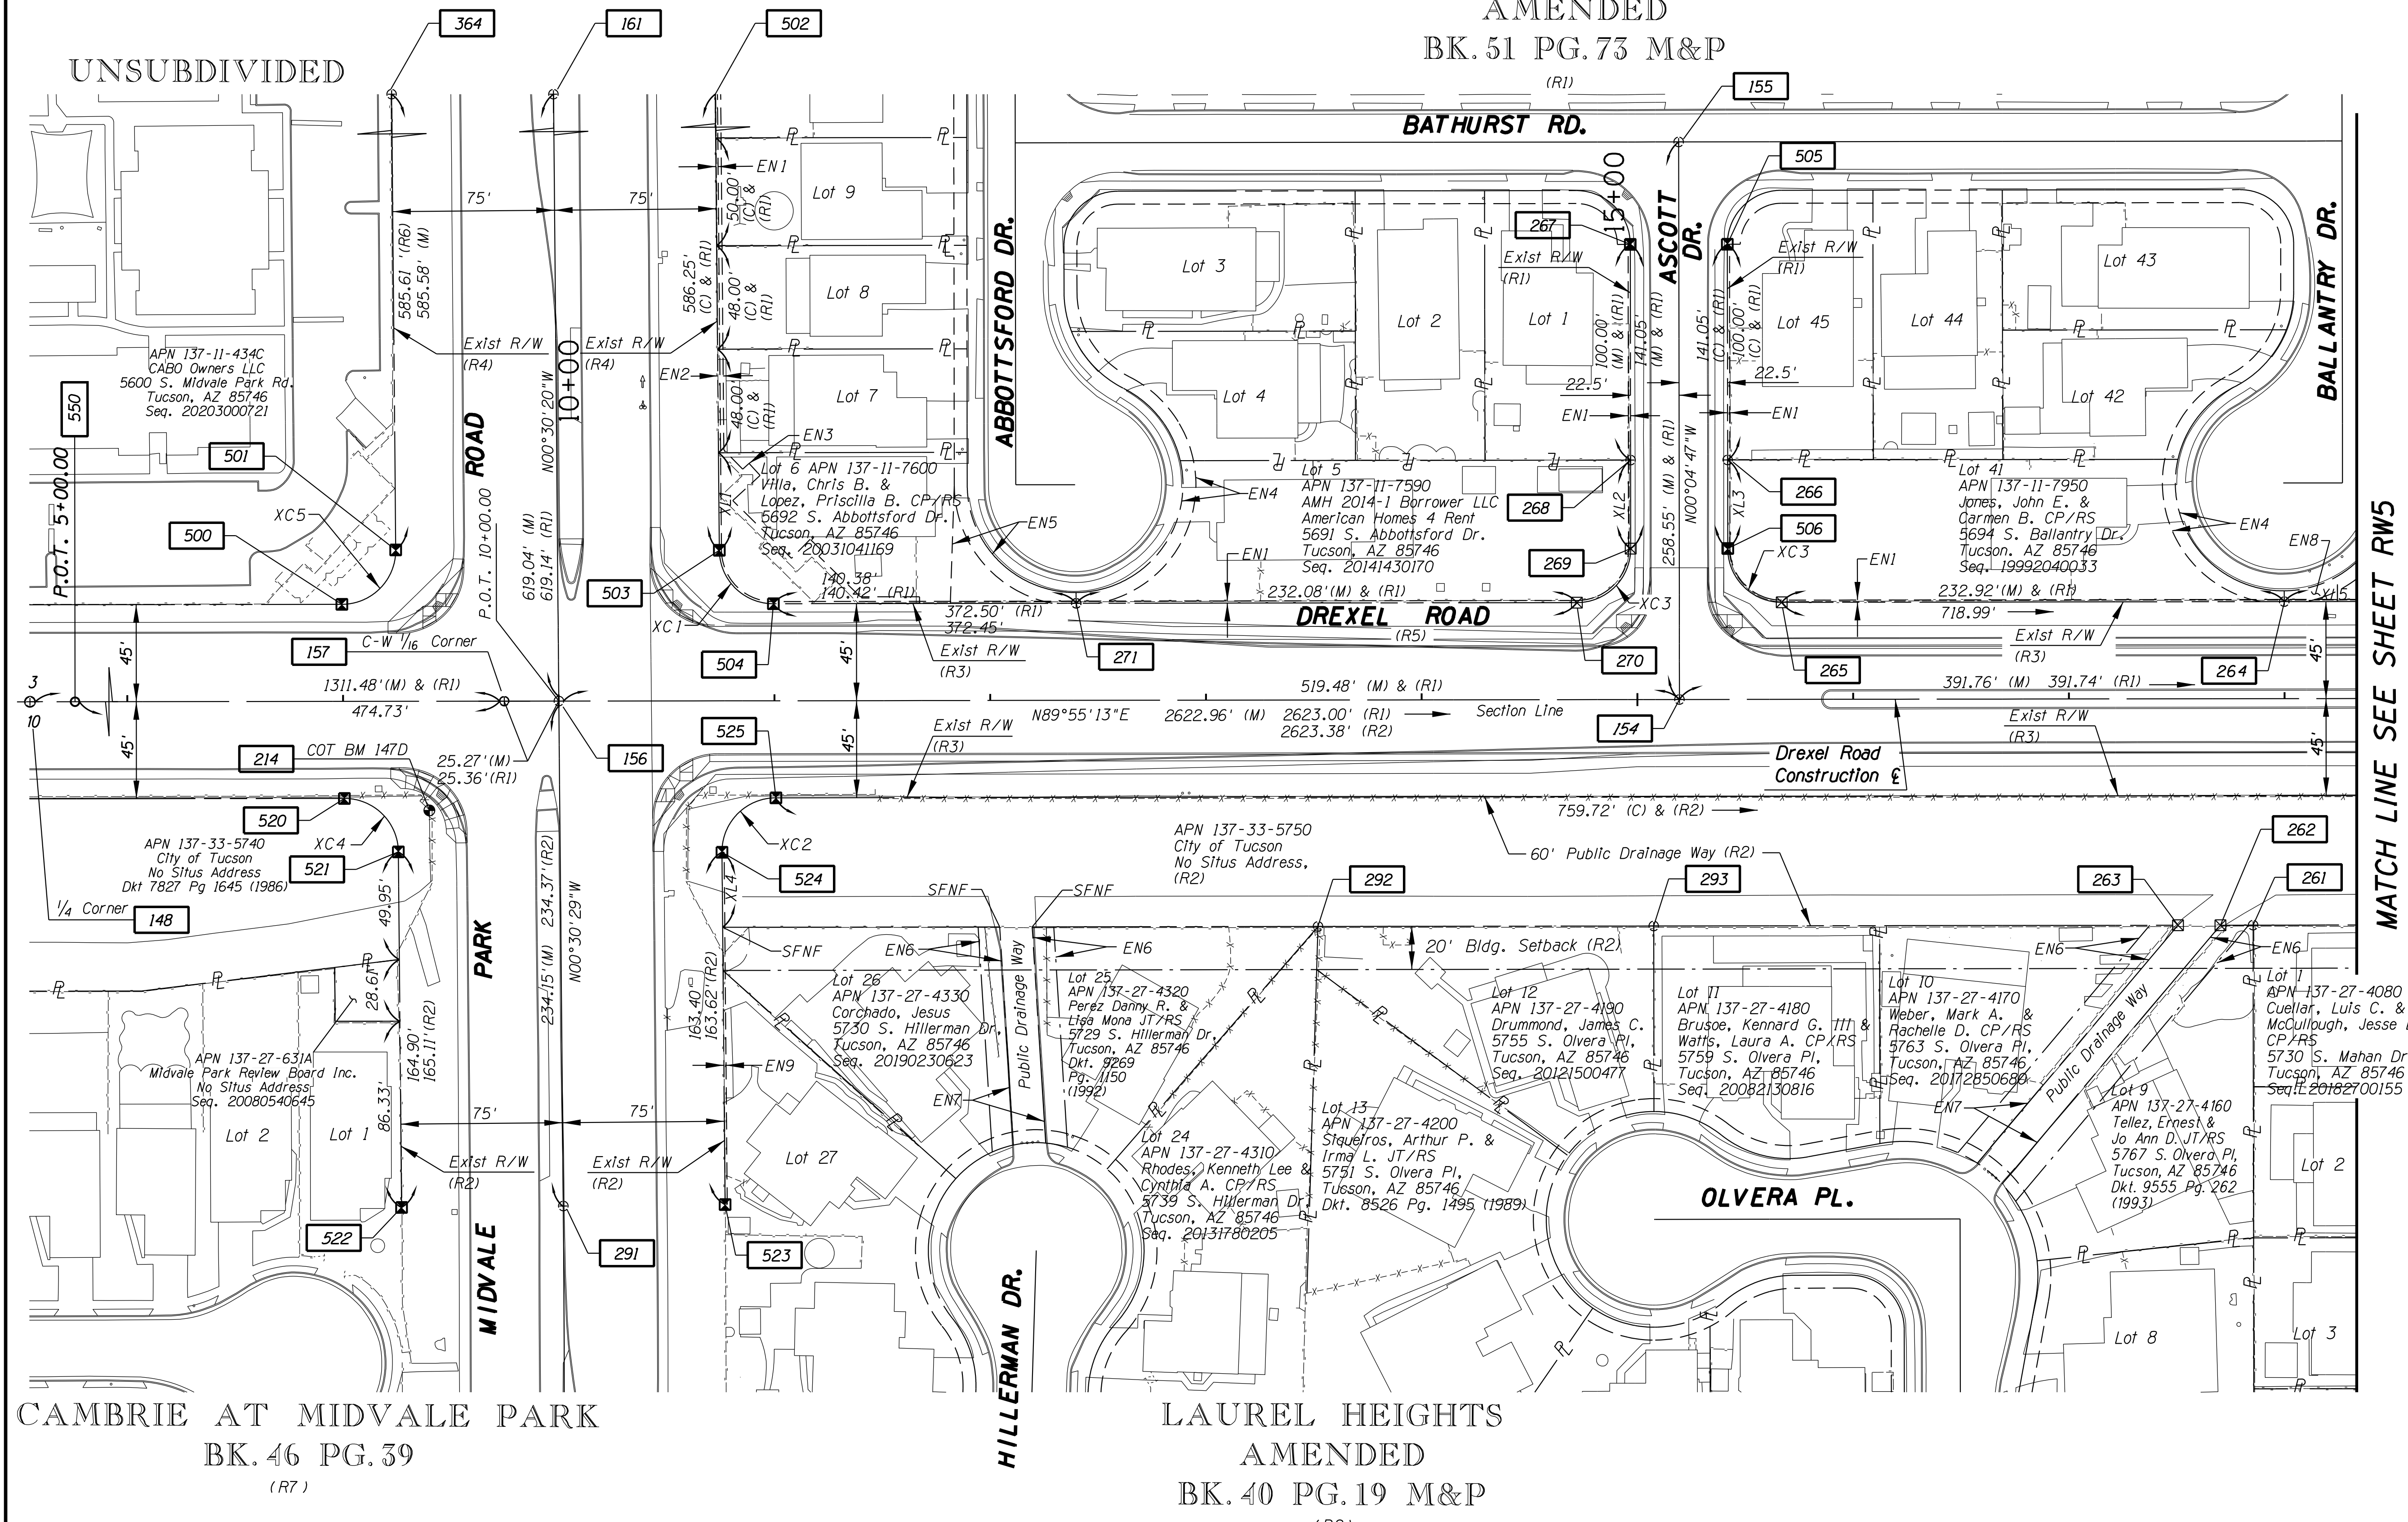 364
161
502
AMENDED
BK. 51 PG. 73 M&P
(R1)
UNSUBDIVIDED
155
BATHURST RD.
505
75'
75'
EN1
50.00'
(C) &
(R1)
Lot 9
Lot 8
586.25'
(C) & (R1)
48.00'
(C) &
(R1)
585.61 '(R6)
585.58' (M)
Exist R/W
(R4)
Exist R/W
(R4)
EN2
48.00'
(C) &
(R1)
Lot 7
EN3
ABBOTTSFORD DR.
Lot 3
Lot 2
Lot 1
Lot 4
267
15+00
Exist R/W
(R1)
ASCOTT
DR.
100.00'
(M) & (R1)
141.05'
(M) & (R1)
22.5'
EN1
141.05'
(C) & (R1)
100.00'
(C) & (R1)
Exist R/W
(R1)
22.5'
EN1
Lot 45
Lot 44
Lot 43
Lot 42
BALLANTRY DR.
APN 137-11-434C
CABO Owners LLC
5600 S. Midvale Park Rd.
Tucson, AZ 85746
Seq. 20203000721
550
P.O.T. 5+00.00
501
500
XC5
ROAD
10+00
N00°30'20"W
P.O.T. 10+00.00
619.04' (M)
619.14' (R1)
XL1
Lot 6 APN 137-11-7600
Villa, Chris B. &
Lopez, Priscilla B. CP/RS
5692 S. Abbottsford Dr.
Tucson, AZ 85746
Seq. 20031041169
503
XC1
140.38'
140.42' (R1)
372.50' (R1)
372.45'
504
Exist R/W
(R3)
EN4
EN5
271
Lot 5
APN 137-11-7590
AMH 2014-1 Borrower LLC
American Homes 4 Rent
5691 S. Abbottsford Dr.
Tucson, AZ 85746
Seq. 20141430170
EN1
232.08'(M) & (R1)
DREXEL ROAD
(R5)
268
269
270
XL2
XC3
258.55' (M) & (R1)
N00°04'47"W
XL3
266
506
XC3
EN1
Lot 41
APN 137-11-7950
Jones, John E. &
Carmen B. CP/RS
5694 S. Ballantry Dr.
Tucson. AZ 85746
Seq. 19992040033
EN4
EN8
XL5
232.92'(M) & (R1)
718.99'
Exist R/W
(R3)
265
264
45'
MATCH LINE SEE SHEET RW5
45'
157
C-W 1/16 Corner
3
10
1311.48'(M) & (R1)
474.73'
45'
45'
45'
519.48' (M) & (R1)
N89°55'13"E
2622.96' (M)
2623.00' (R1)
2623.38' (R2)
Section Line
154
391.76' (M) 391.74' (R1)
Exist R/W
(R3)
45'
214
COT BM 147D
25.27'(M)
25.36'(R1)
156
525
Exist R/W
(R3)
Drexel Road
Construction ℄
520
APN 137-33-5740
City of Tucson
No Situs Address
Dkt 7827 Pg 1645 (1986)
XC4
521
1/4 Corner
148
234.37'(R2)
234.15'(M)
N00°30'29"W
XC2
524
XL4
APN 137-33-5750
City of Tucson
No Situs Address,
(R2)
759.72' (C) & (R2)
60' Public Drainage Way (R2)
SFNF
SFNF
292
293
263
262
261
49.95'
28.61'
164.90'
165.11'(R2)
86.33'
SFNF
163.40'
163.62'(R2)
EN6
EN6
20' Bldg. Setback (R2)
EN6
EN6
APN 137-27-631A
Midvale Park Review Board Inc.
No Situs Address
Seq. 20080540645
Lot 2
Lot 1
PARK
75'
75'
EN9
Exist R/W
(R2)
Exist R/W
(R2)
Lot 26
APN 137-27-4330
Corchado, Jesus
5730 S. Hillerman Dr,
Tucson, AZ 85746
Seq. 20190230623
EN7
Public Drainage Way
Lot 25
APN 137-27-4320
Perez Danny R. &
Lisa Mona JT/RS
5729 S. Hillerman Dr,
Tucson, AZ 85746
Dkt. 9269
Pg. 1150
(1992)
Lot 27
Lot 24
APN 137-27-4310
Rhodes, Kenneth Lee &
Cynthia A. CP/RS
5739 S. Hillerman Dr,
Tucson, AZ 85746
Seq. 20131780205
Lot 13
APN 137-27-4200
Siqueiros, Arthur P. &
Irma L. JT/RS
5751 S. Olvera Pl,
Tucson, AZ 85746
Dkt. 8526 Pg. 1495 (1989)
Lot 12
APN 137-27-4190
Drummond, James C.
5755 S. Olvera Pl,
Tucson, AZ 85746
Seq. 20121500477
Lot 11
APN 137-27-4180
Brusoe, Kennard G. III &
Watts, Laura A. CP/RS
5759 S. Olvera Pl,
Tucson, AZ 85746
Seq. 20082130816
Lot 10
APN 137-27-4170
Weber, Mark A. &
Rachelle D. CP/RS
5763 S. Olvera Pl,
Tucson, AZ 85746
Seq. 20172850680
EN7
Public Drainage Way
Lot 9
APN 137-27-4160
Tellez, Ernest &
Jo Ann D. JT/RS
5767 S. Olvera Pl,
Tucson, AZ 85746
Dkt. 9555 Pg. 262
(1993)
Lot 1
APN 137-27-4080
Cuellar, Luis C. &
McCullough, Jesse
CP/RS
5730 S. Mahan Dr
Tucson, AZ 85746
Seq. 20182700155
Lot 2
522
291
523
MIDVALE
HILLERMAN DR.
OLVERA PL.
Lot 8
Lot 3
CAMBRIE AT MIDVALE PARK
BK. 46 PG. 39
(R7)
LAUREL HEIGHTS
AMENDED
BK. 40 PG. 19 M&P